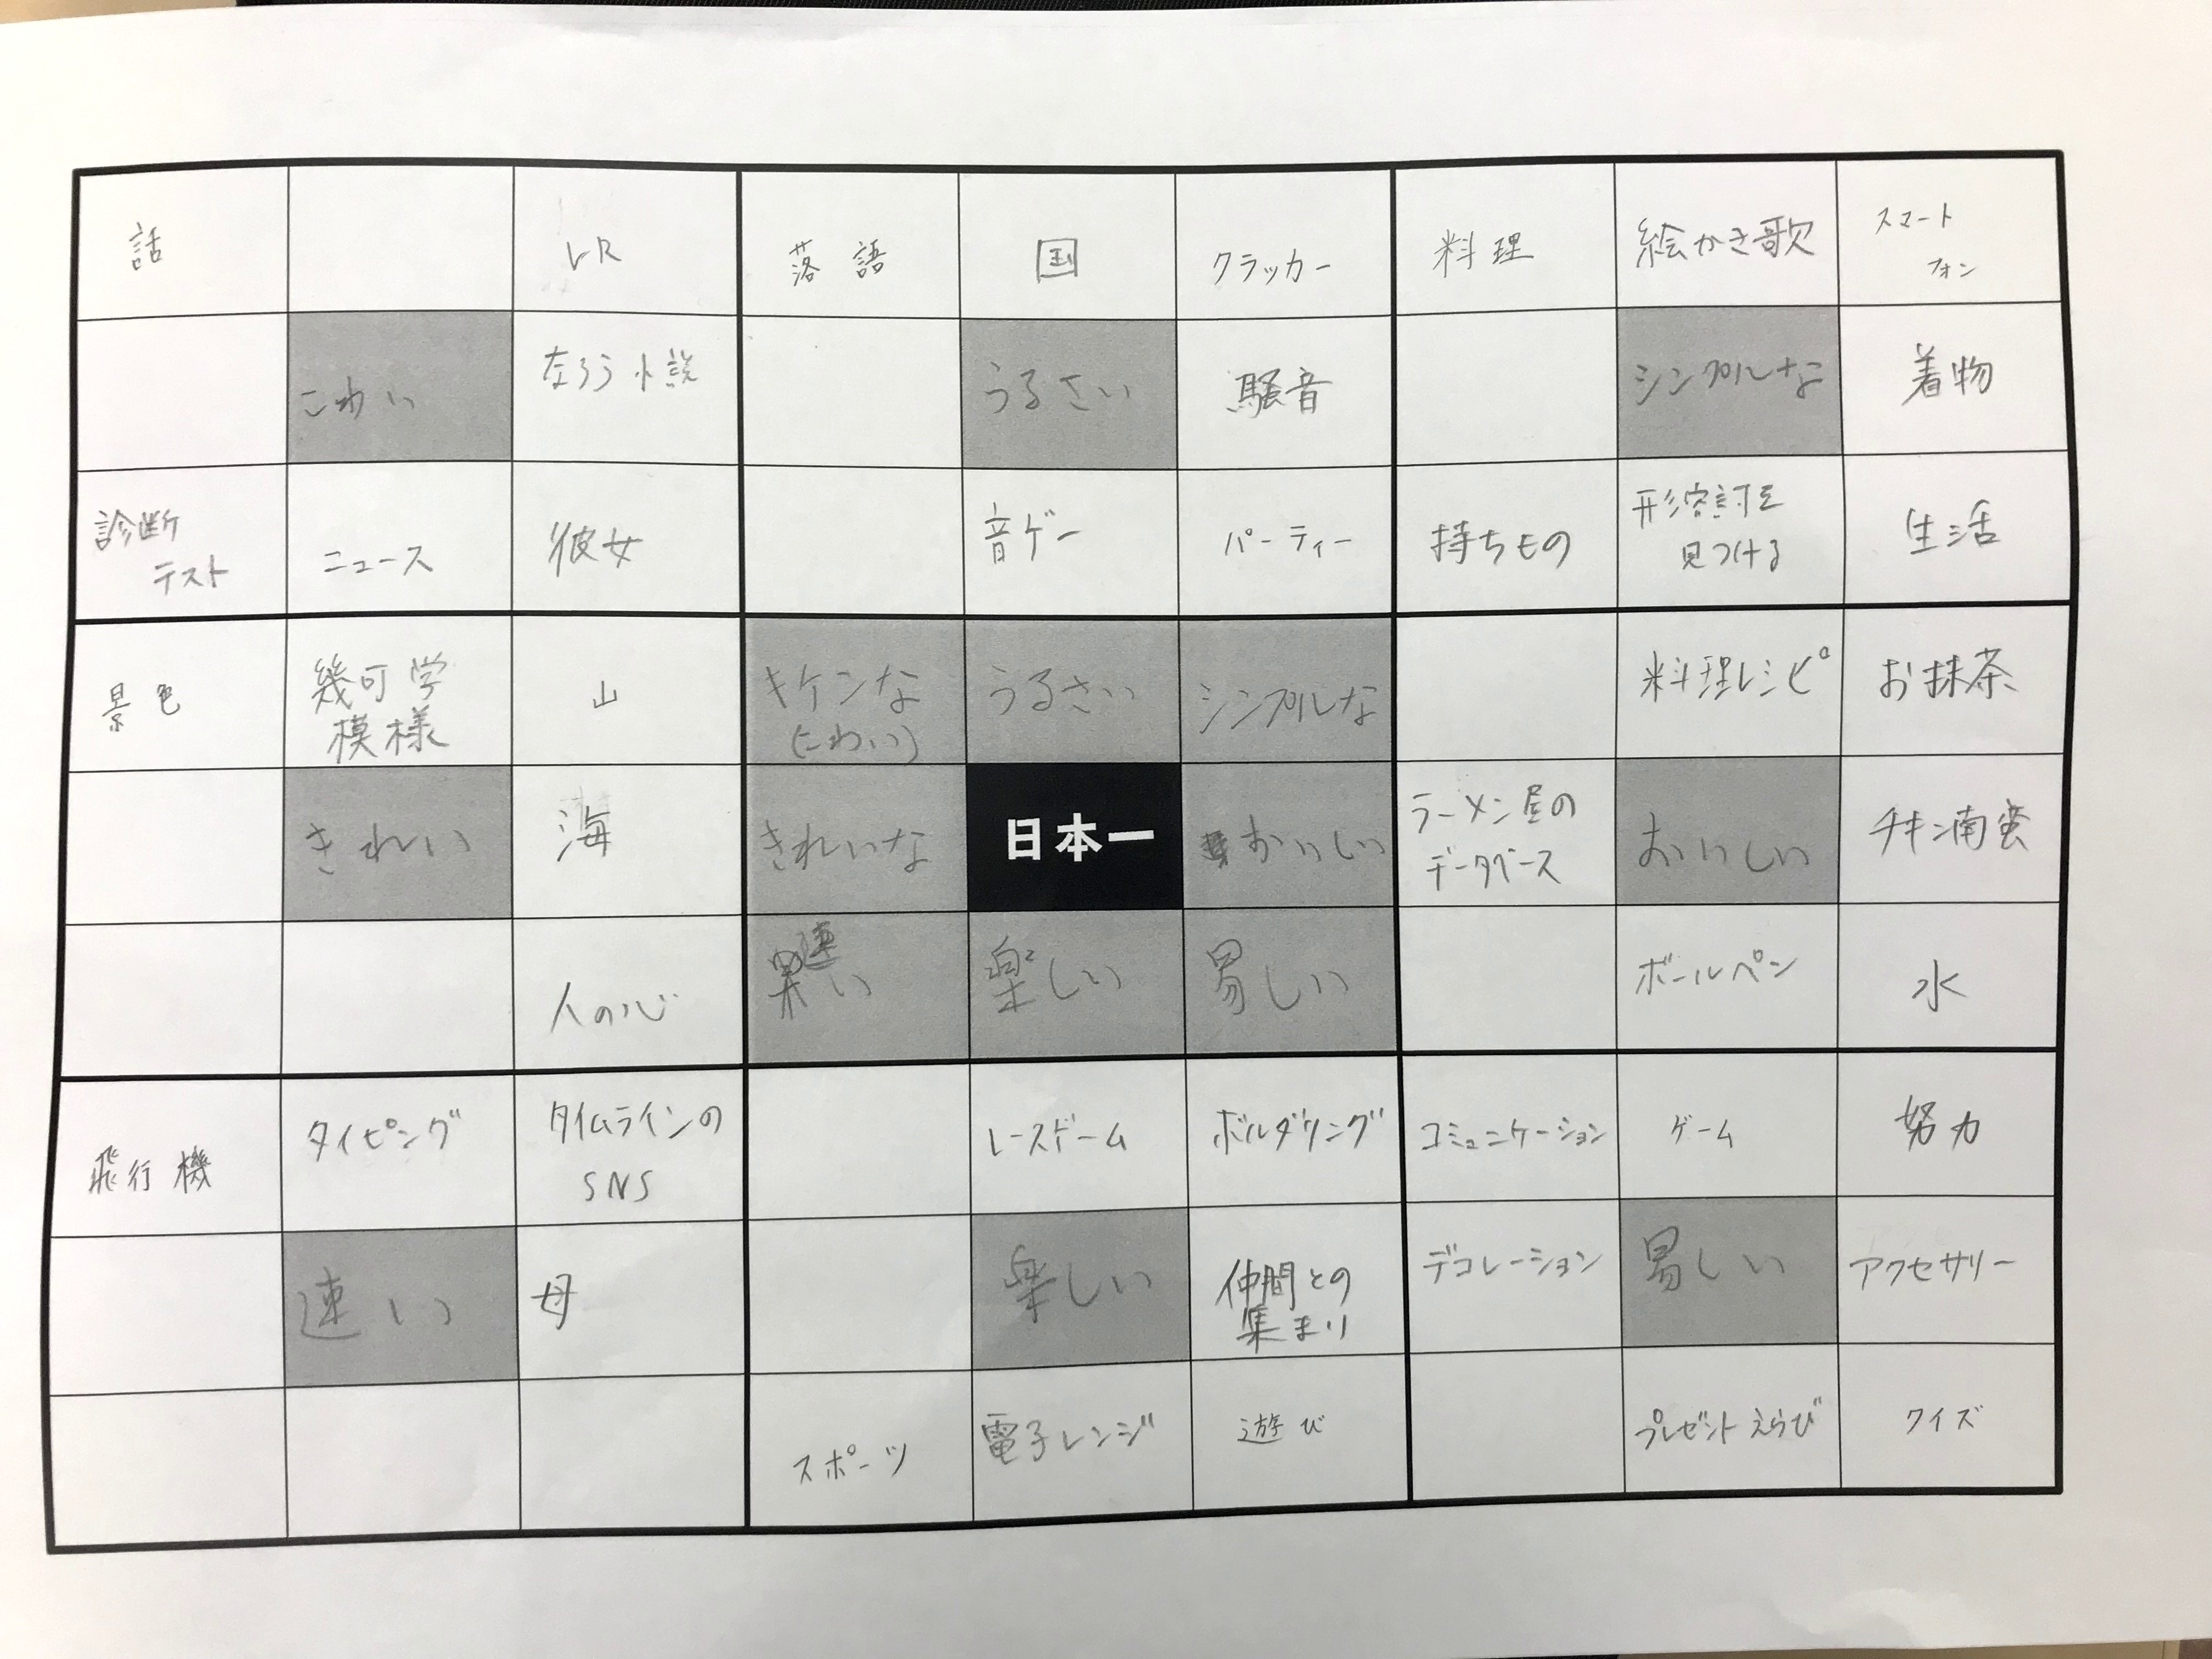 話
VR
落語
国
クラッカー
料理
絵かき歌
スマート
フォン
こわい
なろう小説
うるさい
騒音
シンプルな
着物
診断
テスト
ニュース
彼女
音ゲー
パーティー
持ちもの
形容詞を
見つける
生活
景色
幾可学
模様
山
キケンな
(こわい)
うるさい
シンプルな
料理レシピ
お抹茶
きれい
海
きれいな
日本一
おいしい
ラーメン屋の
データベース
おいしい
チキン南蛮
人の心
速い
楽しい
易しい
ボールペン
水
飛行機
タイピング
タイムラインの
SNS
レースゲーム
ボルダリング
コミュニケーション
ゲーム
努力
速い
母
楽しい
仲間との
集まり
デコレーション
易しい
アクセサリー
スポーツ
電子レンジ
遊び
プレゼントえらび
クイズ